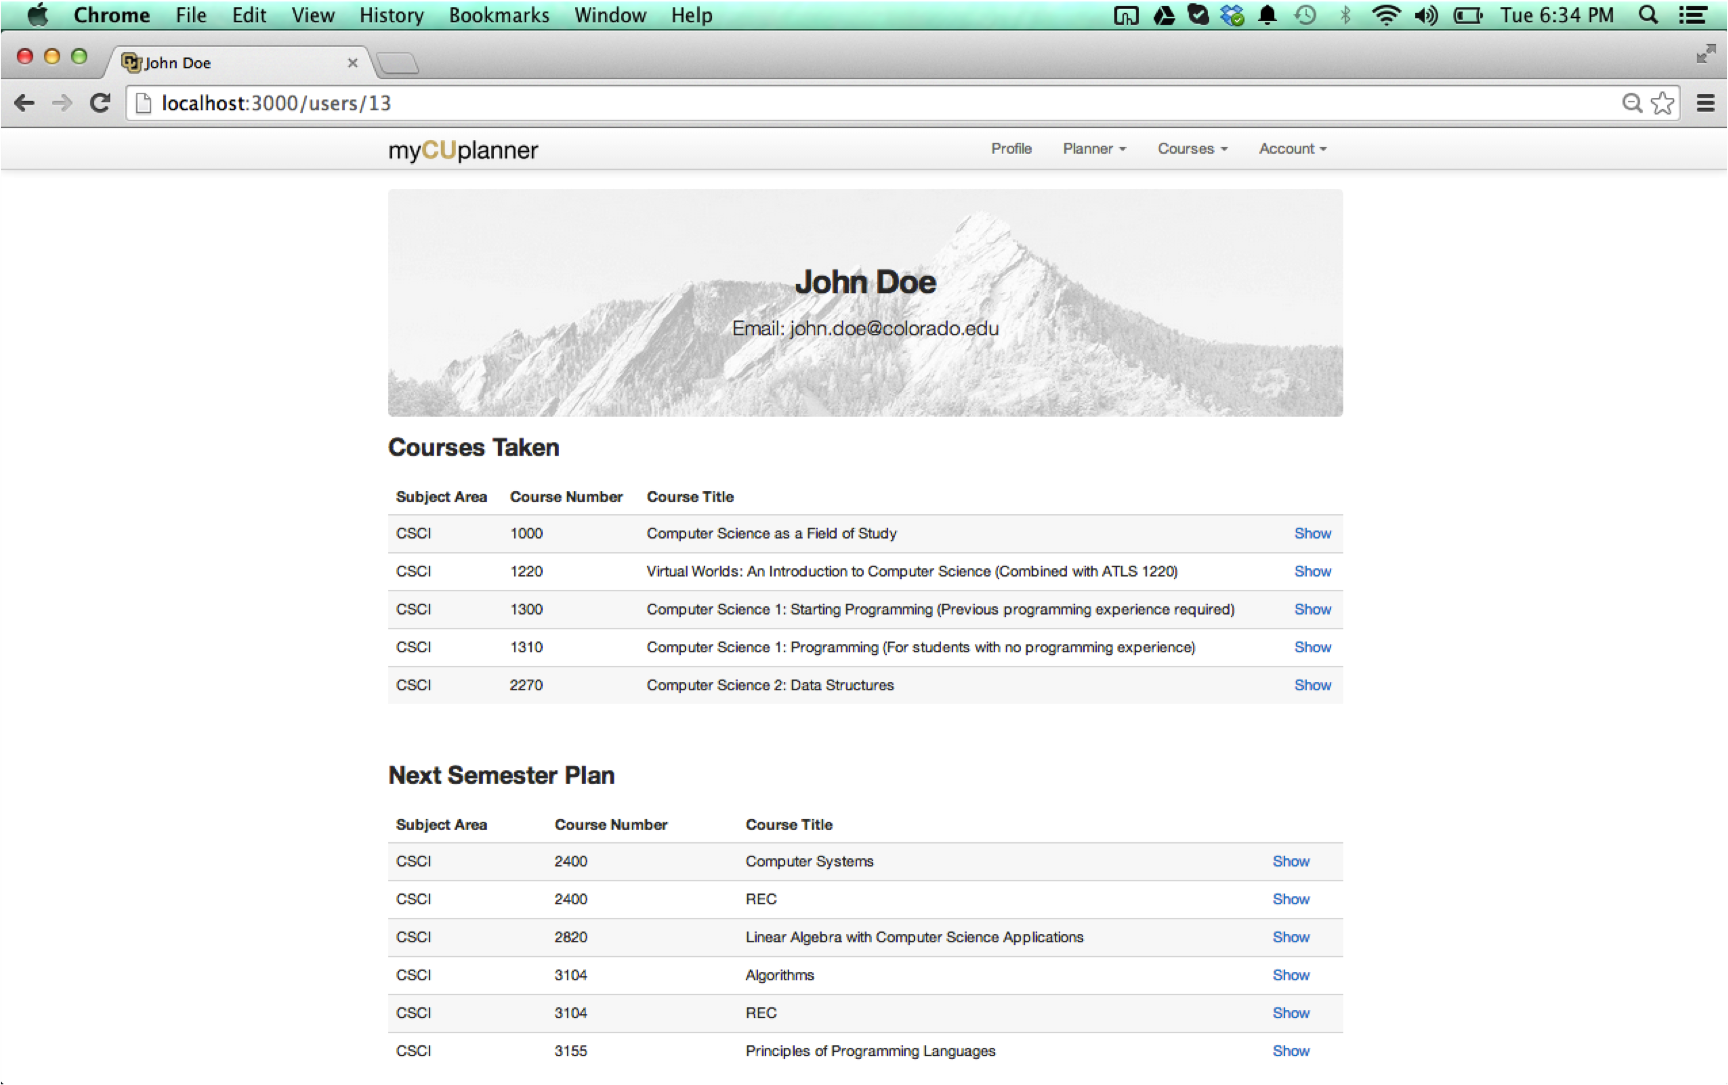 Chrome File Edit View History Bookmarks Window Help Tue 6:34 PM
John Doe
localhost:3000/users/13
myCUplanner Profile Planner Courses Account
John Doe
Email: john.doe@colorado.edu
Courses Taken
Subject Area Course Number Course Title
CSCI 1000 Computer Science as a Field of Study Show
CSCI 1220 Virtual Worlds: An Introduction to Computer Science (Combined with ATLS 1220) Show
CSCI 1300 Computer Science 1: Starting Programming (Previous programming experience required) Show
CSCI 1310 Computer Science 1: Programming (For students with no programming experience) Show
CSCI 2270 Computer Science 2: Data Structures Show
Next Semester Plan
Subject Area Course Number Course Title
CSCI 2400 Computer Systems Show
CSCI 2400 REC Show
CSCI 2820 Linear Algebra with Computer Science Applications Show
CSCI 3104 Algorithms Show
CSCI 3104 REC Show
CSCI 3155 Principles of Programming Languages Show